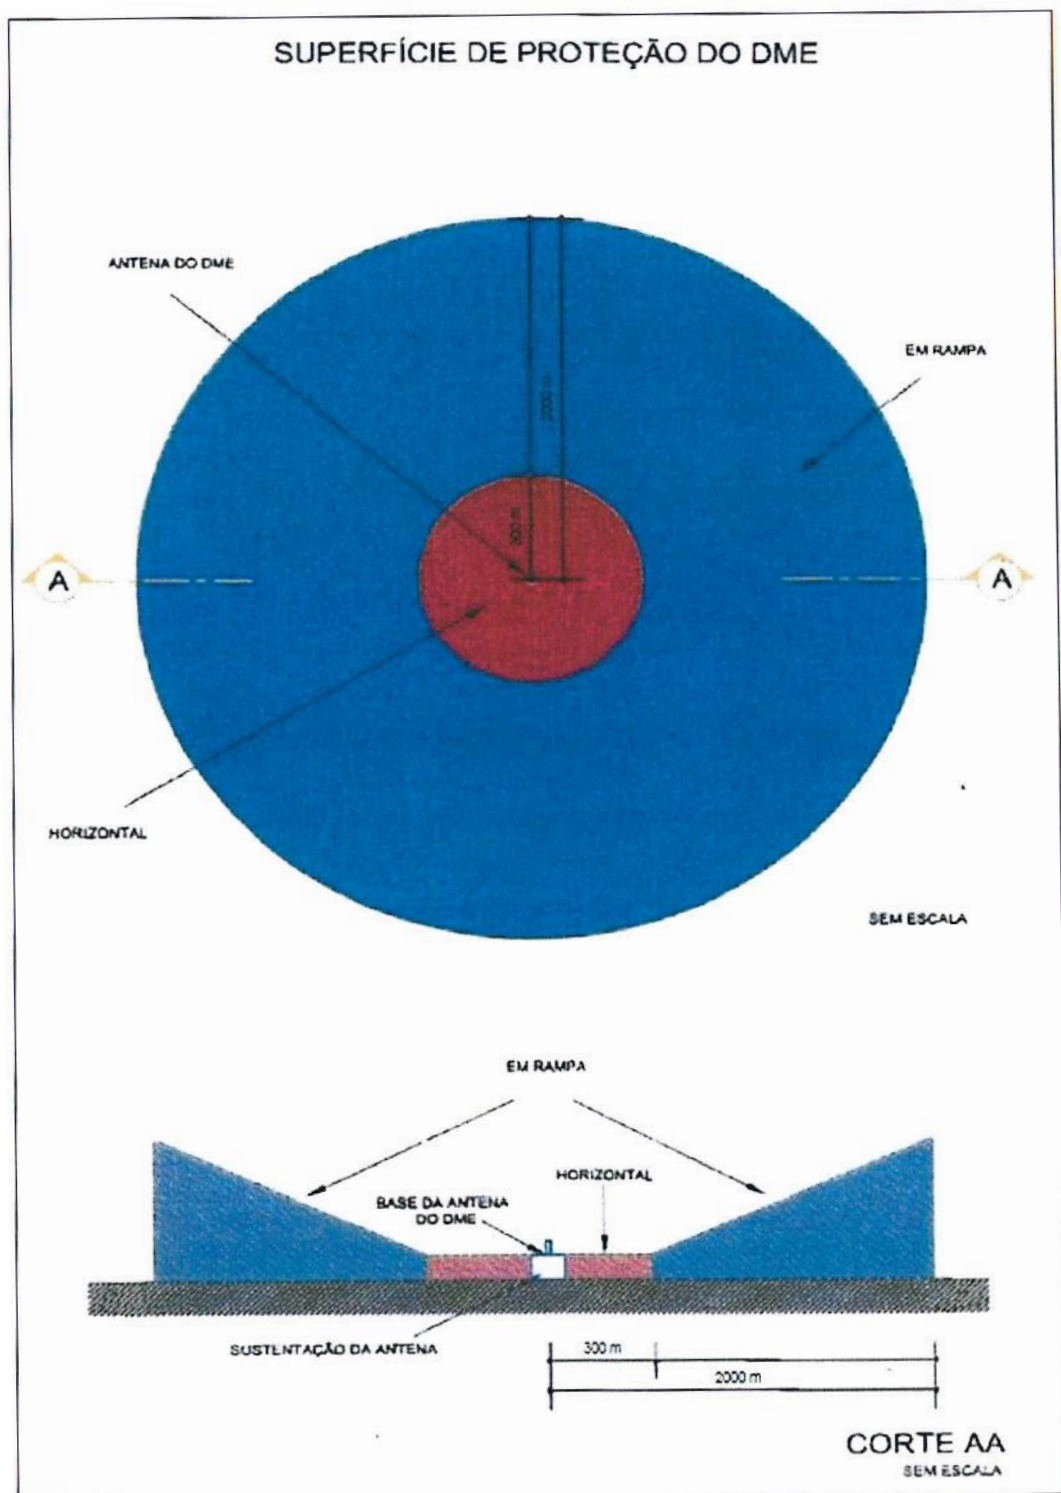 SUPERFÍCIE DE PROTEÇÃO DO DME
ANTENA DO DME
EM RAMPA
2000 m
300 m
A
A
HORIZONTAL
SEM ESCALA
EM RAMPA
HORIZONTAL
BASE DA ANTENA
DO DME
SUSTENTAÇÃO DA ANTENA
300 m
2000 m
CORTE AA
SEM ESCALA